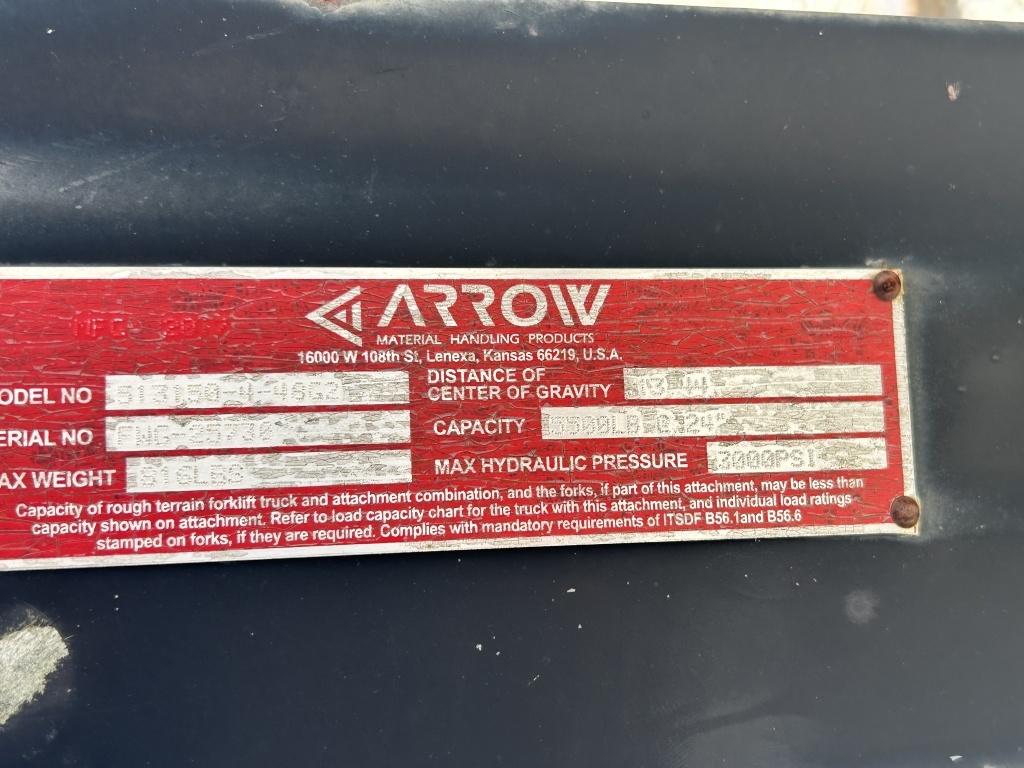 ARROW
MATERIAL HANDLING PRODUCTS
16000 W 108th St, Lenexa, Kansas 66219, U.S.A.
ODEL NO
DISTANCE OF
CENTER OF GRAVITY
ERIAL NO
CAPACITY
AX WEIGHT
MAX HYDRAULIC PRESSURE 3000PSI
Capacity of rough terrain forklift truck and attachment combination, and the forks, if part of this attachment, may be less than
capacity shown on attachment. Refer to load capacity chart for the truck with this attachment, and individual load ratings
stamped on forks, if they are required. Complies with mandatory requirements of ITSDF B56.1and B56.6